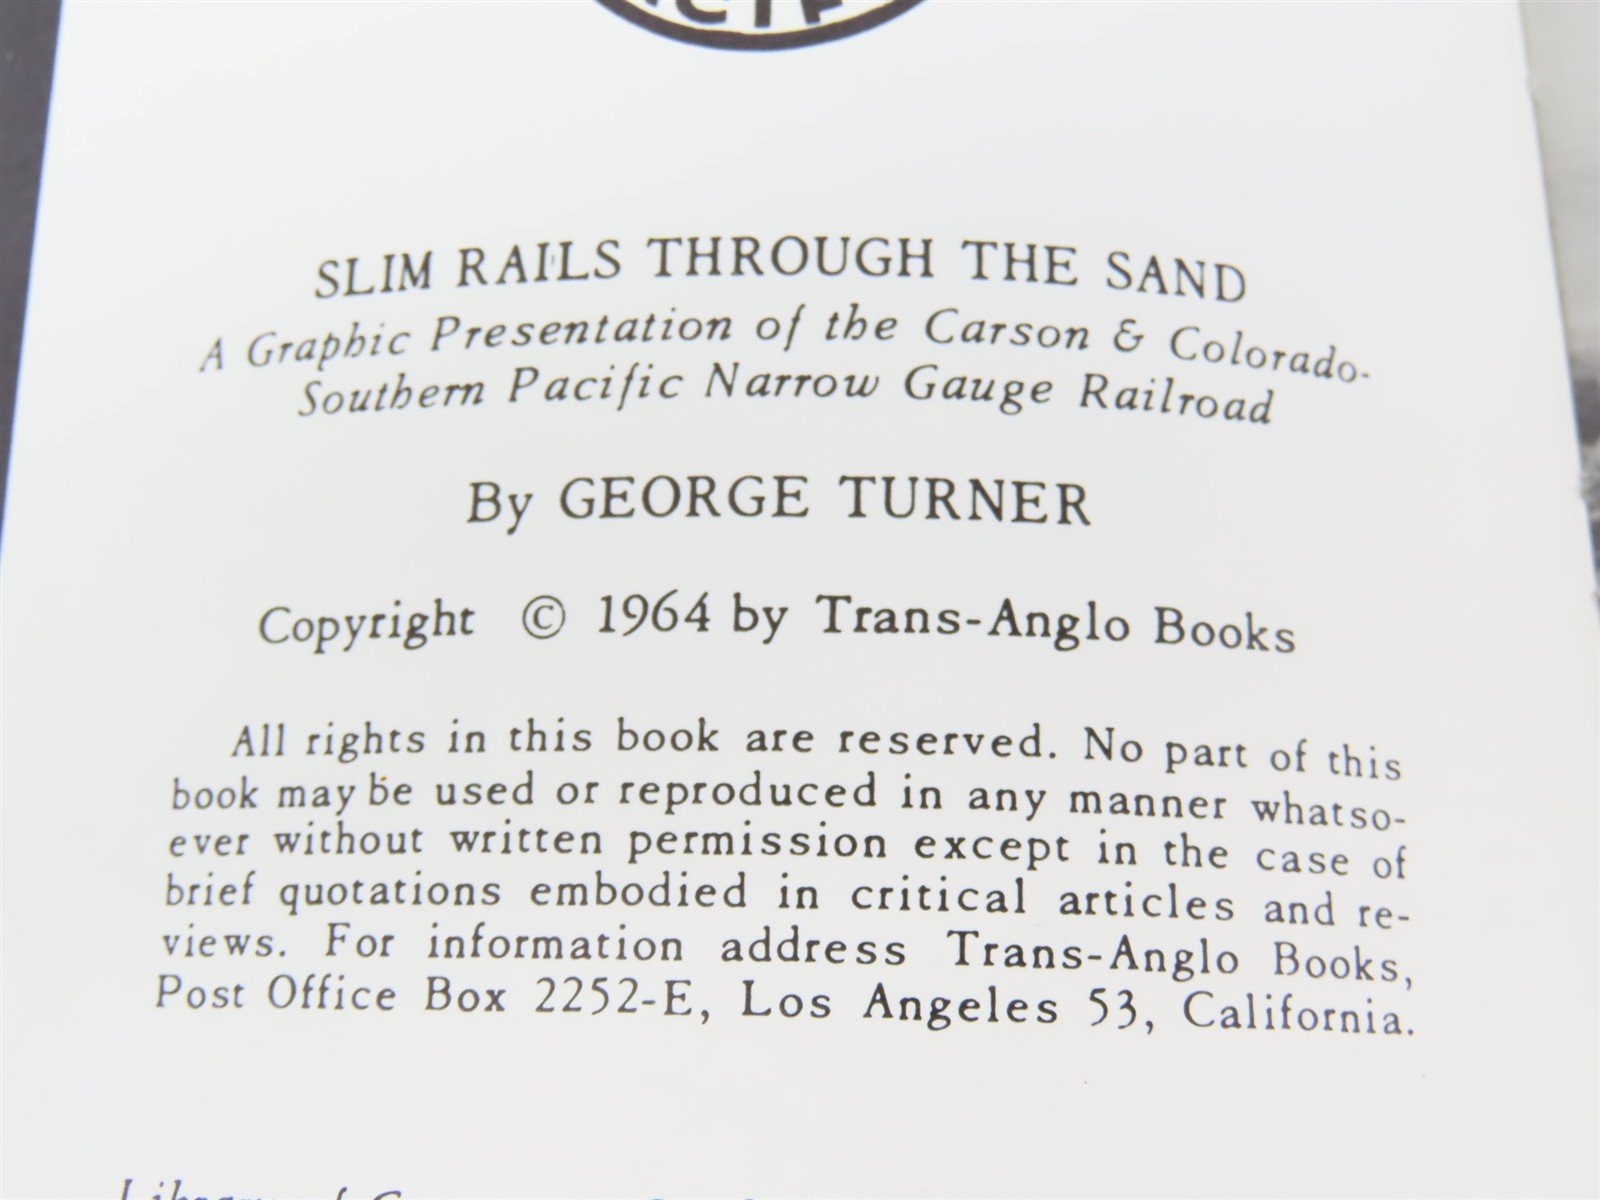 SLIM RAILS THROUGH THE SAND
A Graphic Presentation of the Carson & Colorado-
Southern Pacific Narrow Gauge Railroad
By GEORGE TURNER
Copyright © 1964 by Trans-Anglo Books
All rights in this book are reserved. No part of this
book may be used or reproduced in any manner whatso-
ever without written permission except in the case of
brief quotations embodied in critical articles and re-
views. For information address Trans-Anglo Books,
Post Office Box 2252-E, Los Angeles 53, California.
Library of